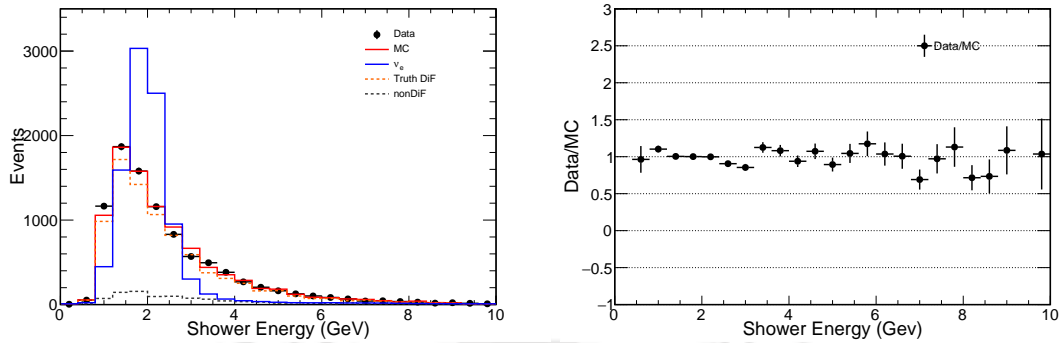 Events
3000
2000
1000
0
Data
MC
νe
Truth DiF
nonDiF
0 2 4 6 8 10
Shower Energy (GeV)
Data/MC
3
2.5
2
1.5
1
0.5
0
−0.5
−1
Data/MC
0 2 4 6 8 10
Shower Energy (Gev)